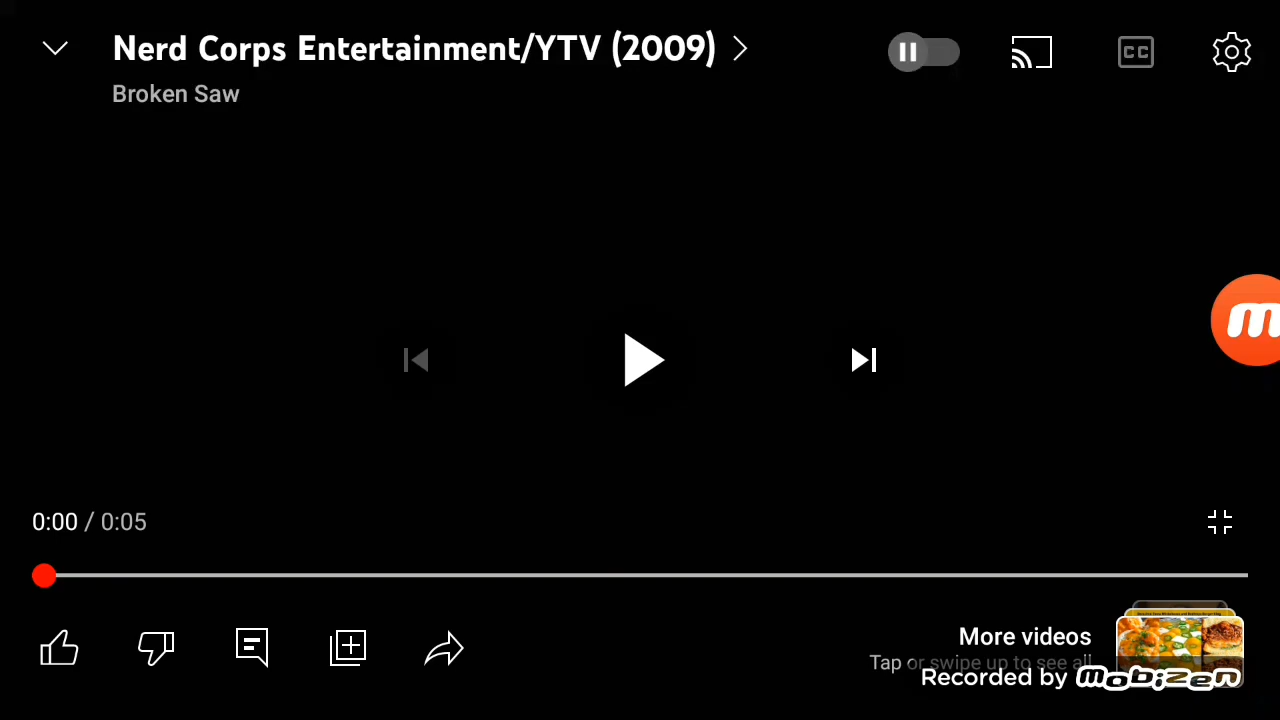 Nerd Corps Entertainment/YTV (2009)
Broken Saw
CC
m
0:00 / 0:05
More videos
Tap or swipe up to see all
Recorded by mobizen